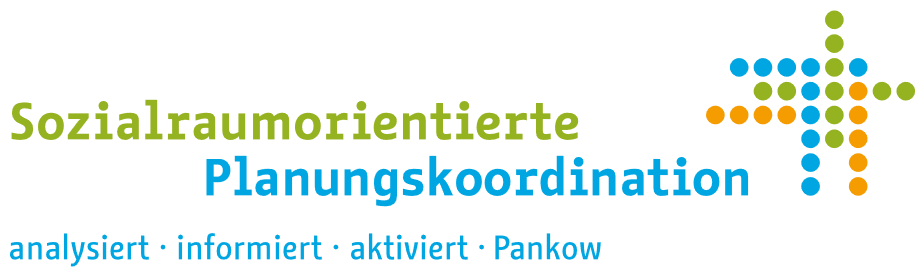 Sozialraumorientierte
Planungskoordination
analysiert · informiert · aktiviert · Pankow